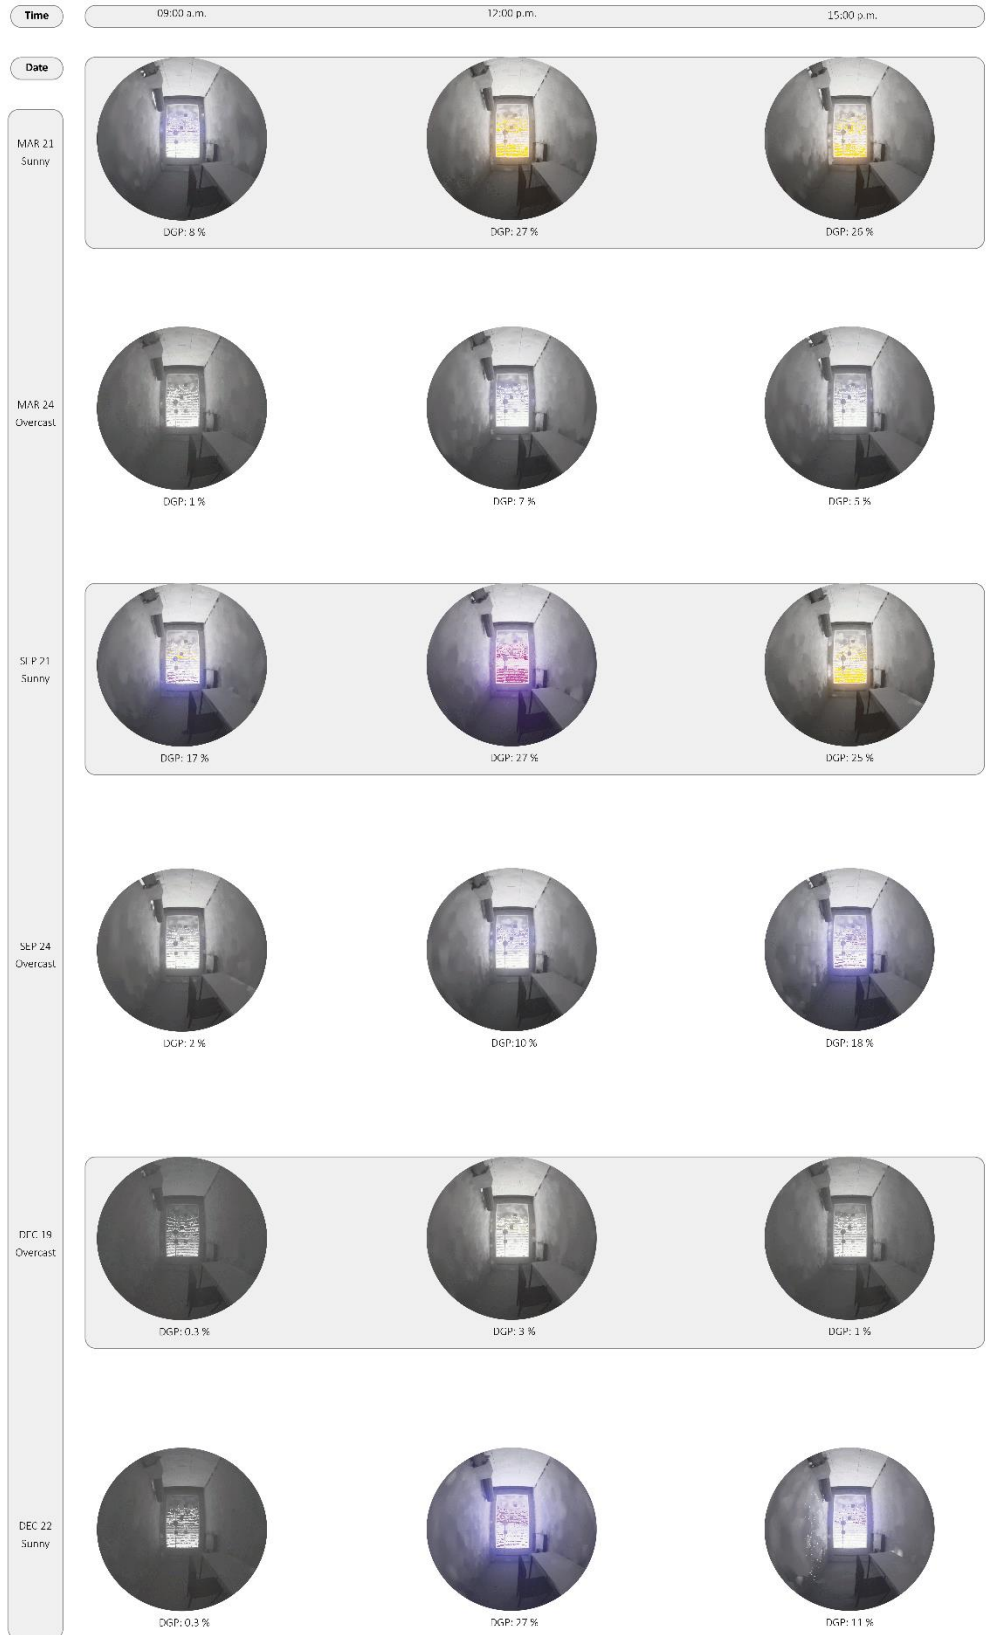 Time 09:00 a.m. 12:00 p.m. 15:00 p.m.
Date
MAR 21
Sunny
DGP: 8 % DGP: 27 % DGP: 26 %
MAR 24
Overcast
DGP: 1 % DGP: 7 % DGP: 5 %
SEP 21
Sunny
DGP: 17 % DGP: 27 % DGP: 25 %
SEP 24
Overcast
DGP: 2 % DGP:10 % DGP: 18 %
DEC 19
Overcast
DGP: 0.3 % DGP: 3 % DGP: 1 %
DEC 22
Sunny
DGP: 0.3 % DGP: 27 % DGP: 11 %